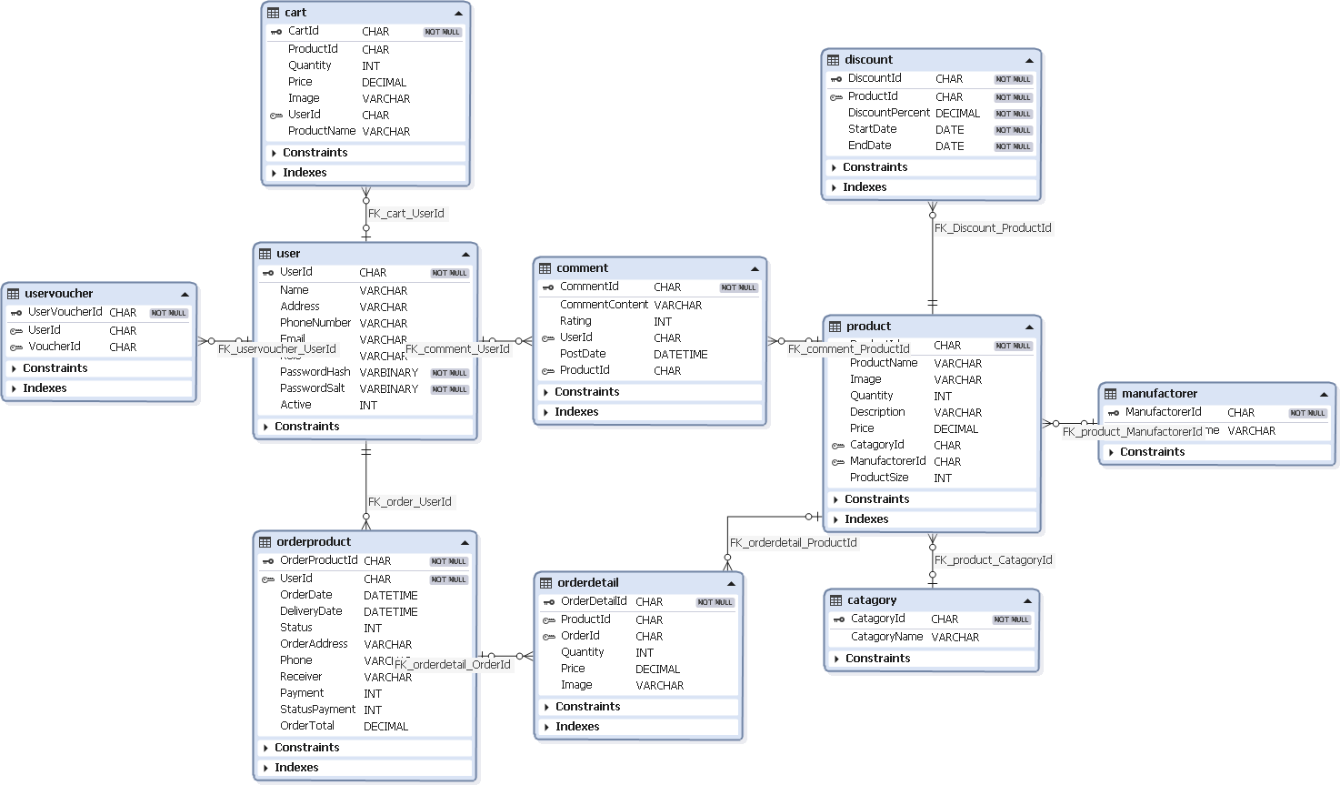 cart
CartId CHAR NOT NULL
ProductId CHAR
Quantity INT
Price DECIMAL
Image VARCHAR
UserId CHAR
ProductName VARCHAR
Constraints
Indexes
FK_cart_UserId
discount
DiscountId CHAR NOT NULL
ProductId CHAR NOT NULL
DiscountPercent DECIMAL NOT NULL
StartDate DATE NOT NULL
EndDate DATE NOT NULL
Constraints
Indexes
FK_Discount_ProductId
uservoucher
UserVoucherId CHAR NOT NULL
UserId CHAR
VoucherId CHAR
Constraints
Indexes
FK_uservoucher_UserId
user
UserId CHAR NOT NULL
Name VARCHAR
Address VARCHAR
PhoneNumber VARCHAR
Email VARCHAR
VARCHAR
PasswordHash VARBINARY NOT NULL
PasswordSalt VARBINARY NOT NULL
Active INT
Constraints
FK_comment_UserId
comment
CommentId CHAR NOT NULL
CommentContent VARCHAR
Rating INT
UserId CHAR
PostDate DATETIME
ProductId CHAR
Constraints
Indexes
FK_comment_ProductId
product
CHAR NOT NULL
ProductName VARCHAR
Image VARCHAR
Quantity INT
Description VARCHAR
Price DECIMAL
CatagoryId CHAR
ManufactorerId CHAR
ProductSize INT
Constraints
Indexes
manufactorer
ManufactorerId CHAR NOT NULL
FK_product_ManufactorerId me VARCHAR
Constraints
FK_order_UserId
orderproduct
OrderProductId CHAR NOT NULL
UserId CHAR NOT NULL
OrderDate DATETIME
DeliveryDate DATETIME
Status INT
OrderAddress VARCHAR
Phone VARCHAR
Receiver VARCHAR
Payment INT
StatusPayment INT
OrderTotal DECIMAL
Constraints
Indexes
FK_orderdetail_OrderId
FK_orderdetail_ProductId
orderdetail
OrderDetailId CHAR NOT NULL
ProductId CHAR
OrderId CHAR
Quantity INT
Price DECIMAL
Image VARCHAR
Constraints
Indexes
FK_product_CatagoryId
catagory
CatagoryId CHAR NOT NULL
CatagoryName VARCHAR
Constraints